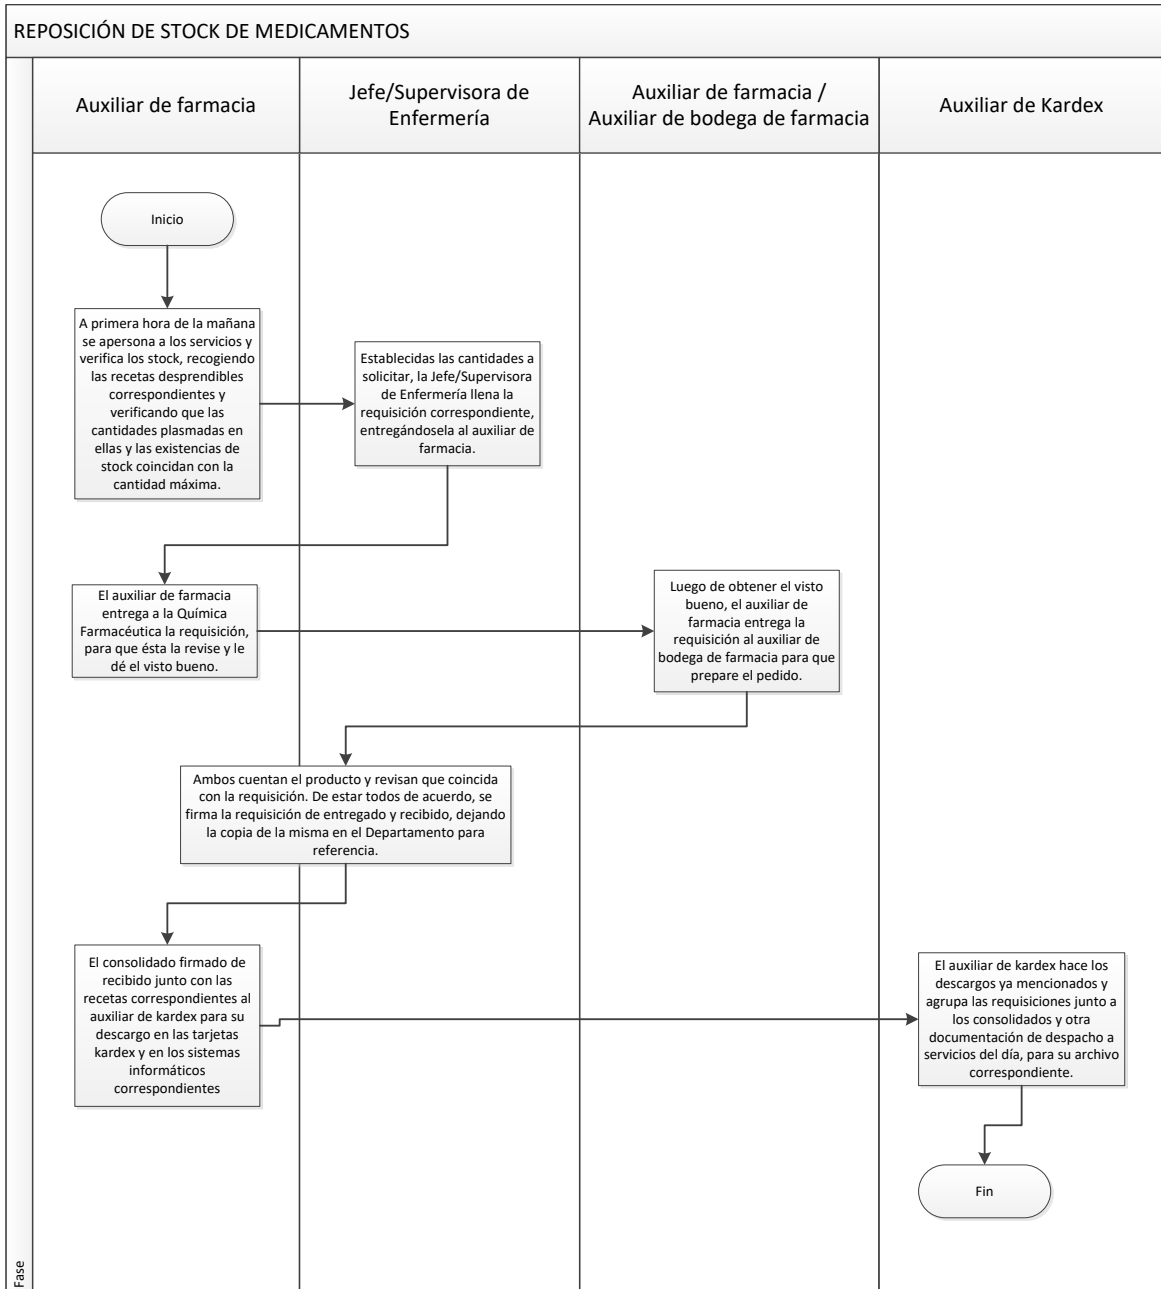 REPOSICIÓN DE STOCK DE MEDICAMENTOS
Auxiliar de farmacia
Jefe/Supervisora de
Enfermería
Auxiliar de farmacia /
Auxiliar de bodega de farmacia
Auxiliar de Kardex
Inicio
A primera hora de la mañana
se apersona a los servicios y
verifica los stock, recogiendo
las recetas desprendibles
correspondientes y
verificando que las
cantidades plasmadas en
ellas y las existencias de
stock coincidan con la
cantidad máxima.
Establecidas las cantidades a
solicitar, la Jefe/Supervisora
de Enfermería llena la
requisición correspondiente,
entregándosela al auxiliar de
farmacia.
El auxiliar de farmacia
entrega a la Química
Farmacéutica la requisición,
para que ésta la revise y le
dé el visto bueno.
Luego de obtener el visto
bueno, el auxiliar de
farmacia entrega la
requisición al auxiliar de
bodega de farmacia para que
prepare el pedido.
Ambos cuentan el producto y revisan que coincida
con la requisición. De estar todos de acuerdo, se
firma la requisición de entregado y recibido, dejando
la copia de la misma en el Departamento para
referencia.
El consolidado firmado de
recibido junto con las
recetas correspondientes al
auxiliar de kardex para su
descargo en las tarjetas
kardex y en los sistemas
informáticos
correspondientes
El auxiliar de kardex hace los
descargos ya mencionados y
agrupa las requisiciones junto a
los consolidados y otra
documentación de despacho a
servicios del día, para su archivo
correspondiente.
Fin
Fase